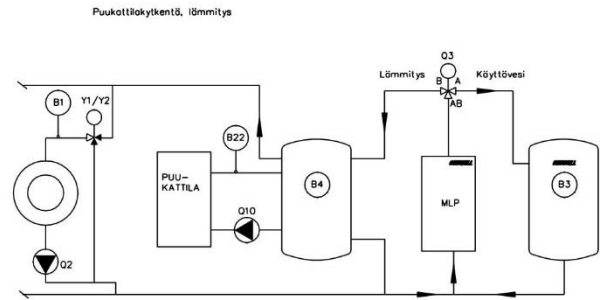 Puukattilakytkentä, lämmitys
Q3
Lämmitys
B
A
Käyttövesi
AB
B1
Y1/Y2
B22
PUU-
KATTILA
B4
MLP
B3
Q10
Q2